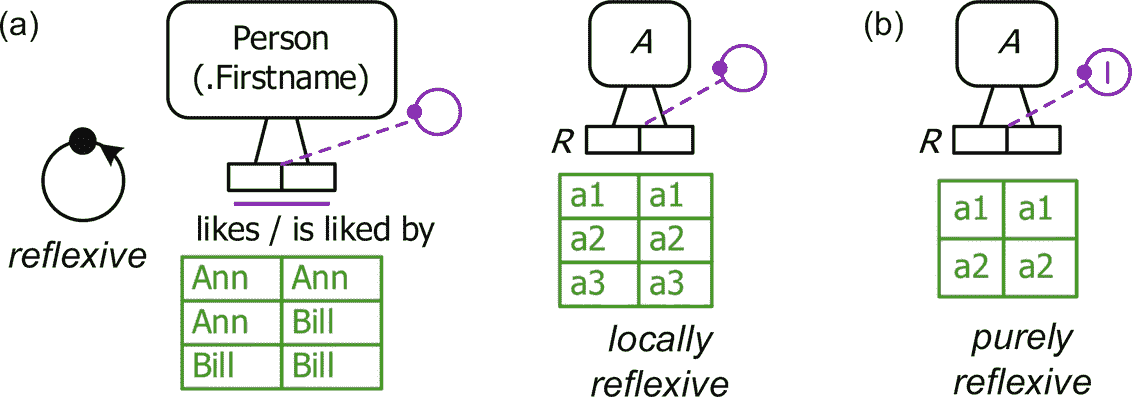 (a)
Person
(.Firstname)
reflexive
likes / is liked by
Ann Ann
Ann Bill
Bill Bill
A
R
a1 a1
a2 a2
a3 a3
locally
reflexive
(b)
A
R
a1 a1
a2 a2
purely
reflexive